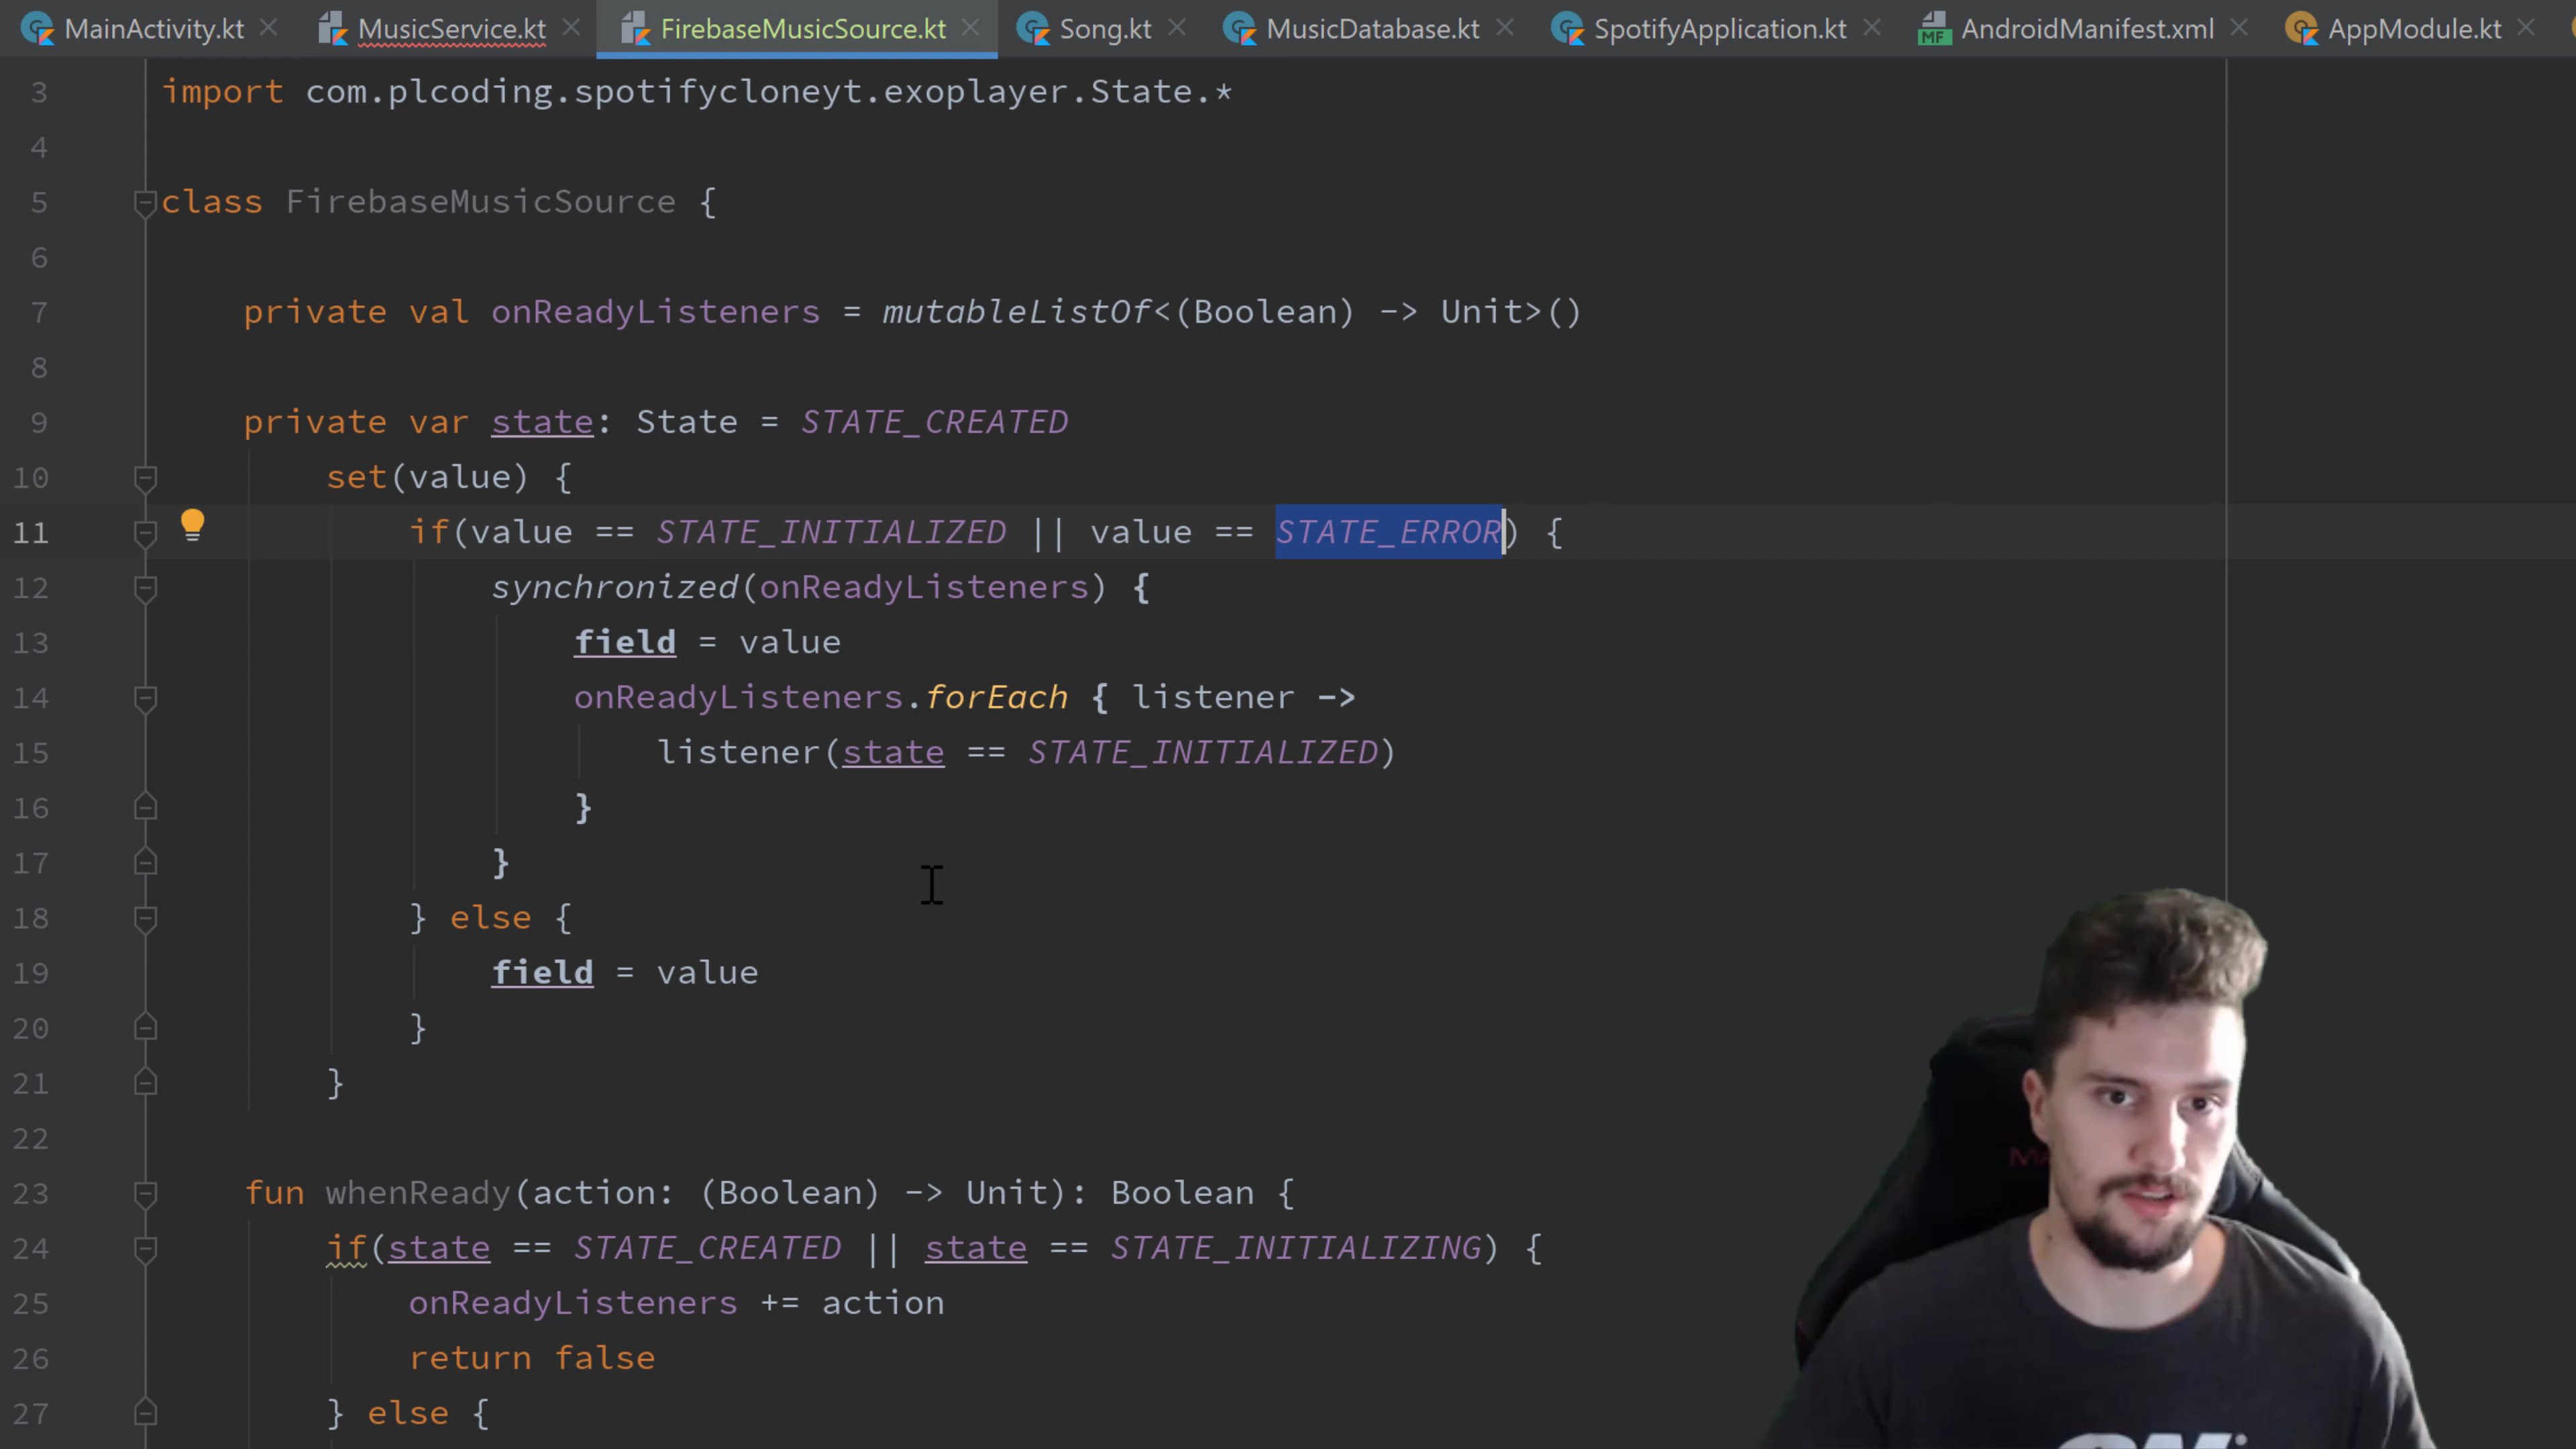 MainActivity.kt MusicService.kt FirebaseMusicSource.kt Song.kt MusicDatabase.kt SpotifyApplication.kt AndroidManifest.xml AppModule.kt
MF
3 import com.plcoding.spotifycloneyt.exoplayer.State.*
4
5 class FirebaseMusicSource {
6
7 private val onReadyListeners = mutableListOf<(Boolean) -> Unit>()
8
9 private var state: State = STATE_CREATED
10 set(value) {
11 if(value == STATE_INITIALIZED || value == STATE_ERROR) {
12 synchronized(onReadyListeners) {
13 field = value
14 onReadyListeners.forEach { listener ->
15 listener(state == STATE_INITIALIZED)
16 }
17 }
18 } else {
19 field = value
20 }
21 }
22
23 fun whenReady(action: (Boolean) -> Unit): Boolean {
24 if(state == STATE_CREATED || state == STATE_INITIALIZING) {
25 onReadyListeners += action
26 return false
27 } else {